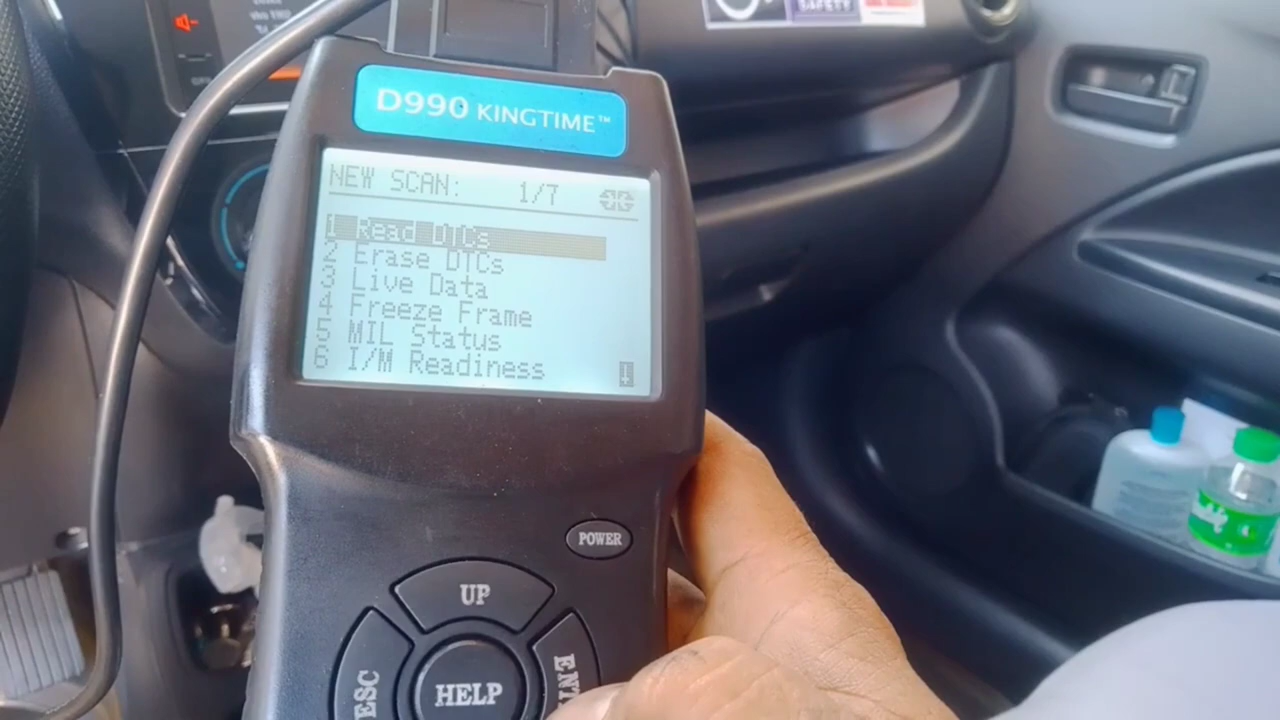 SAFETY
D990 KINGTIME™
NEW SCAN: 1/7
1 Read DTCs
2 Erase DTCs
3 Live Data
4 Freeze Frame
5 MIL Status
6 I/M Readiness
POWER
UP
ESC
HELP